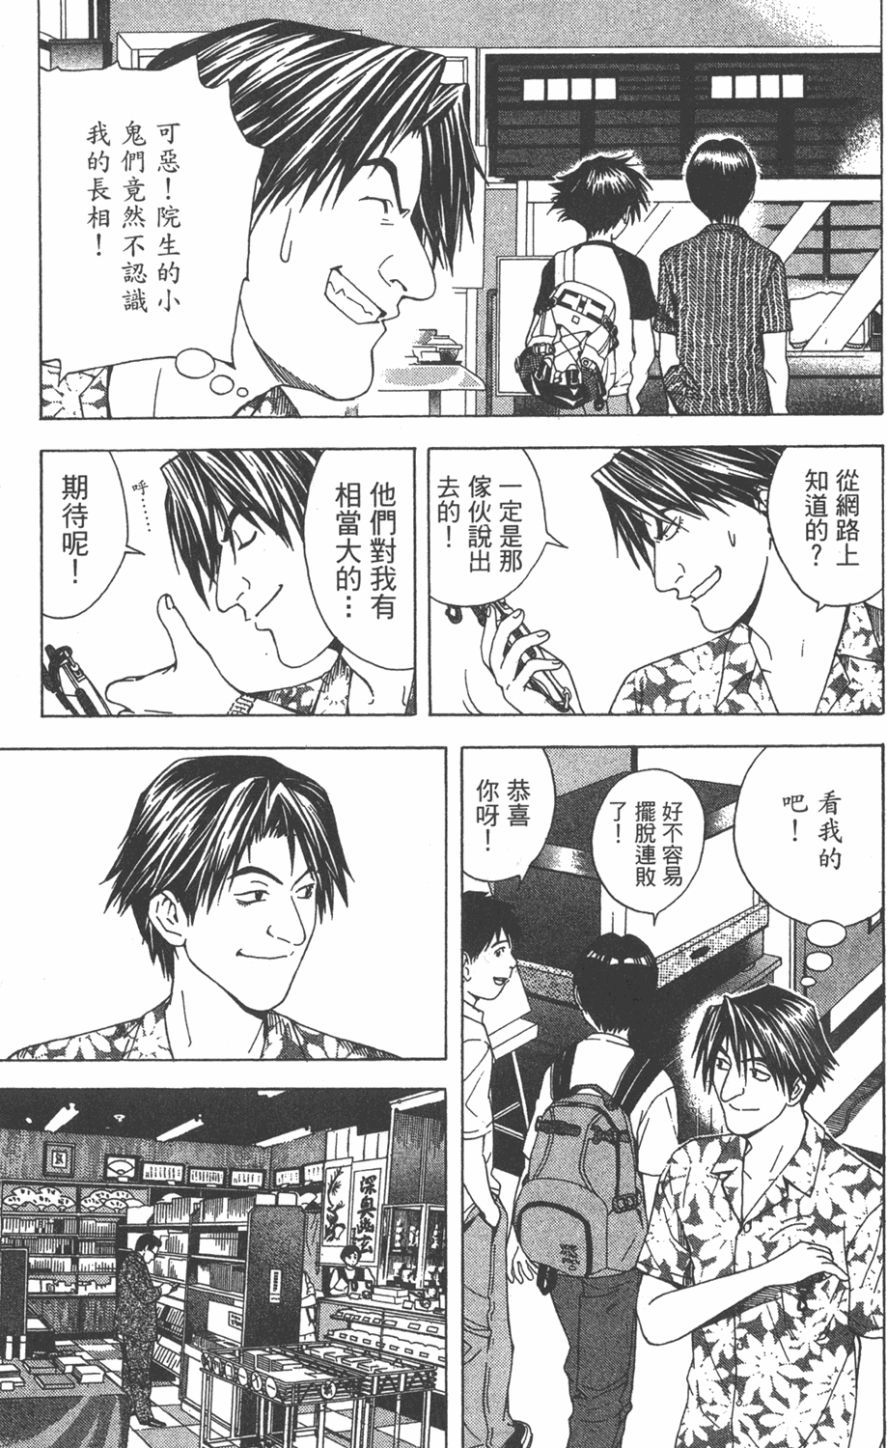 可惡！院生的小
鬼們竟然不認識
我的長相！
從網路上
知道的？
一定是那
傢伙說出
去的！
他們對我有
相當大的…
呼……
期待呢！
看我的
吧！
好不容易
擺脫連敗
了！
恭喜
你呀！
深奧幽玄